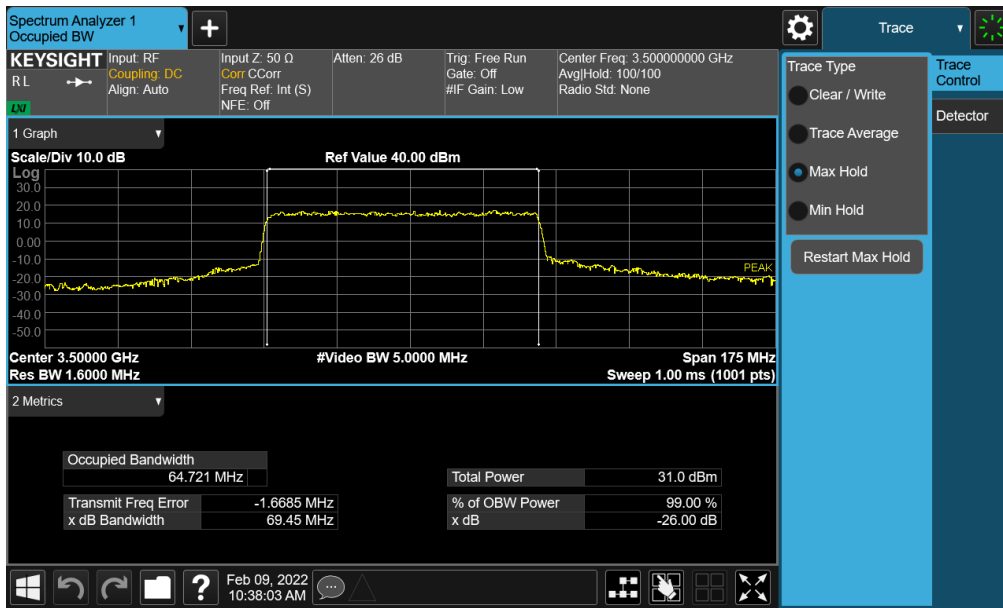 Spectrum Analyzer 1
Occupied BW
Trace
KEYSIGHT
R L
LXI
Input: RF
Coupling: DC
Align: Auto
Input Z: 50 Ω
Corr CCorr
Freq Ref: Int (S)
NFE: Off
Atten: 26 dB
Trig: Free Run
Gate: Off
#IF Gain: Low
Center Freq: 3.500000000 GHz
Avg|Hold: 100/100
Radio Std: None
Trace Type
Clear / Write
Trace Average
Max Hold
Min Hold
Restart Max Hold
Trace
Control
Detector
1 Graph
Scale/Div 10.0 dB
Ref Value 40.00 dBm
Log
30.0
20.0
10.0
0.00
-10.0
-20.0
-30.0
-40.0
-50.0
PEAK
Center 3.50000 GHz
#Video BW 5.0000 MHz
Span 175 MHz
Res BW 1.6000 MHz
Sweep 1.00 ms (1001 pts)
2 Metrics
Occupied Bandwidth
64.721 MHz
Total Power 31.0 dBm
Transmit Freq Error -1.6685 MHz
% of OBW Power 99.00 %
x dB Bandwidth 69.45 MHz
x dB -26.00 dB
?
Feb 09, 2022
10:38:03 AM